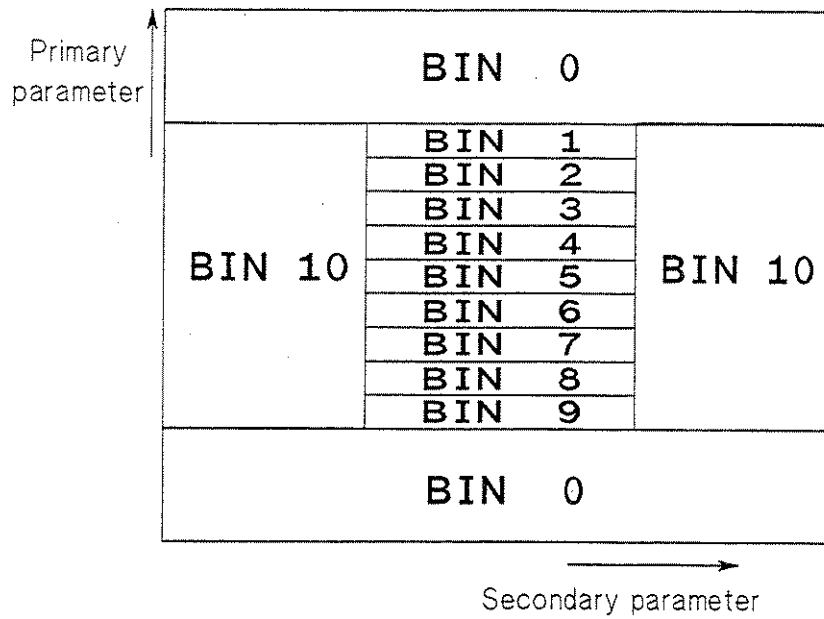 Primary
parameter
BIN 0
BIN 1
BIN 2
BIN 3
BIN 4
BIN 10
BIN 5
BIN 10
BIN 6
BIN 7
BIN 8
BIN 9
BIN 0
Secondary parameter